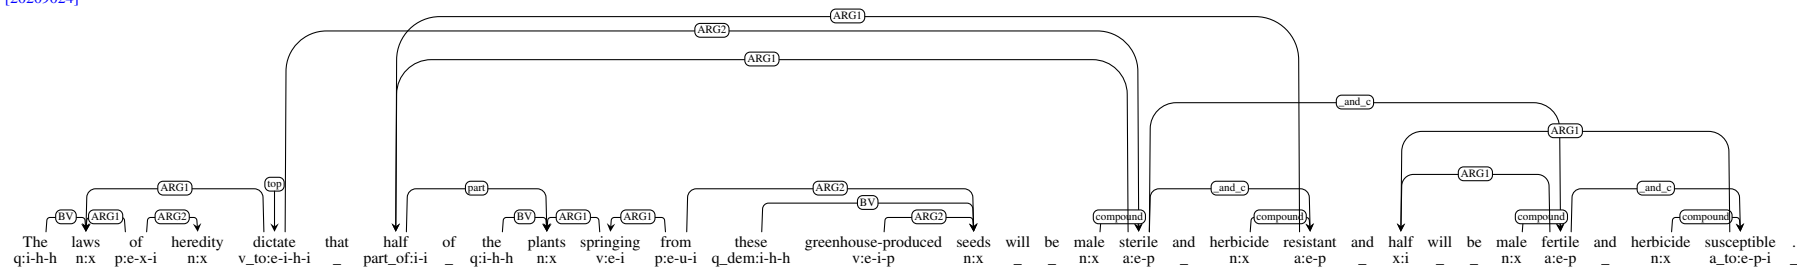 [20209024]
ARG1
ARG2
ARG1
_and_c
ARG1
top
ARG1 part ARG2 ARG1 _and_c _and_c
BV
BV ARG1 ARG2 BV ARG1 ARG1 ARG2 compound compound compound compound
The laws of heredity dictate that half of the plants springing from these greenhouse-produced seeds will be male sterile and herbicide resistant and half will be male fertile and herbicide susceptible .
q:i-h-h n:x p:e-x-i n:x v_to:e-i-h-i _ part_of:i-i _ q:i-h-h n:x v:e-i p:e-u-i q_dem:i-h-h v:e-i-p n:x _ _ n:x a:e-p _ n:x a:e-p _ x:i _ _ n:x a:e-p _ n:x a_to:e-p-i _